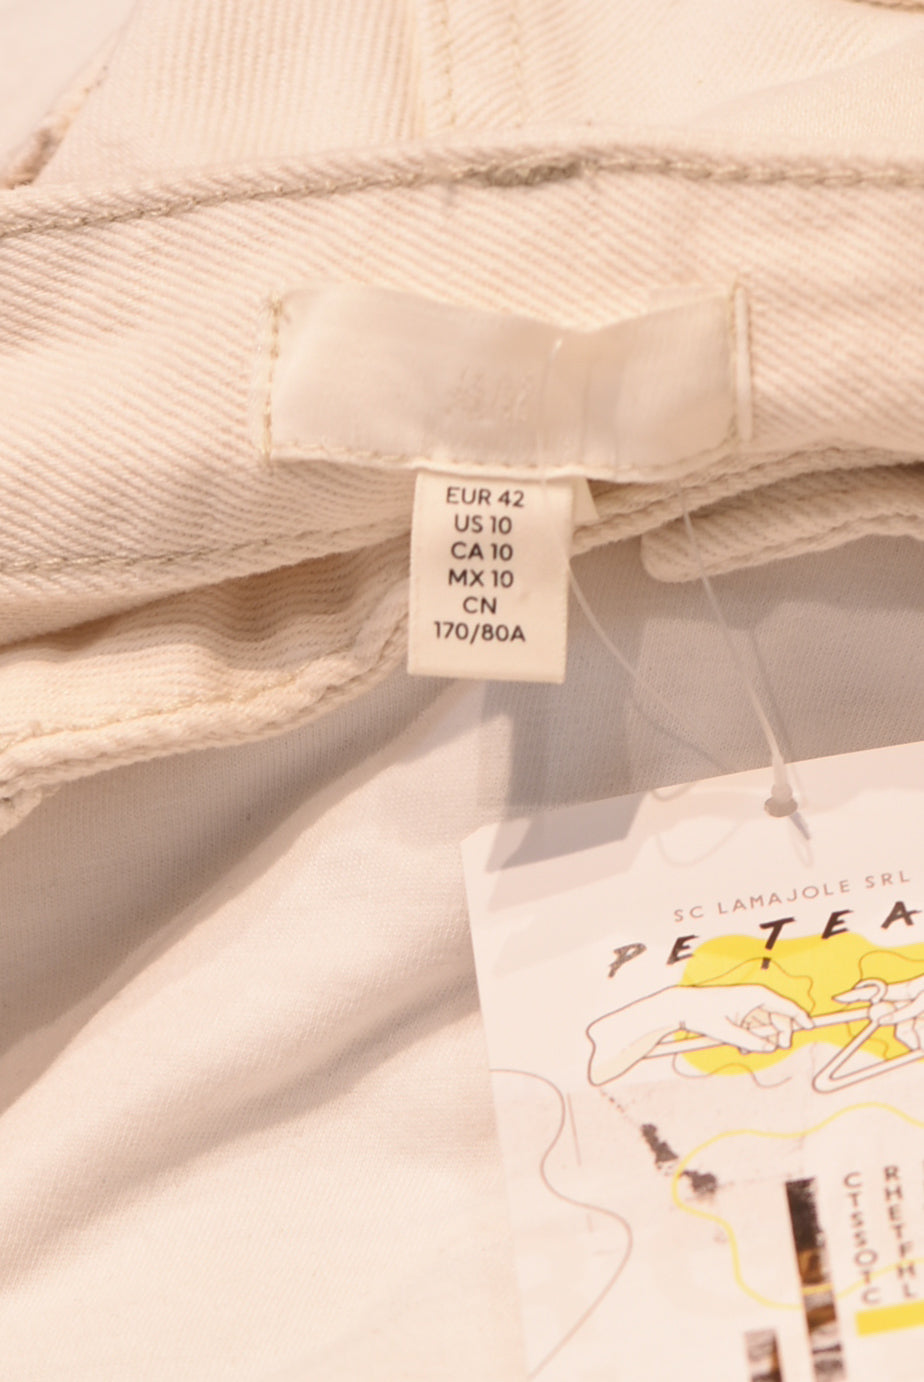 EUR 42
US 10
CA 10
MX 10
CN
170/80A
SC LAMAJOLE SRL
PE TEA